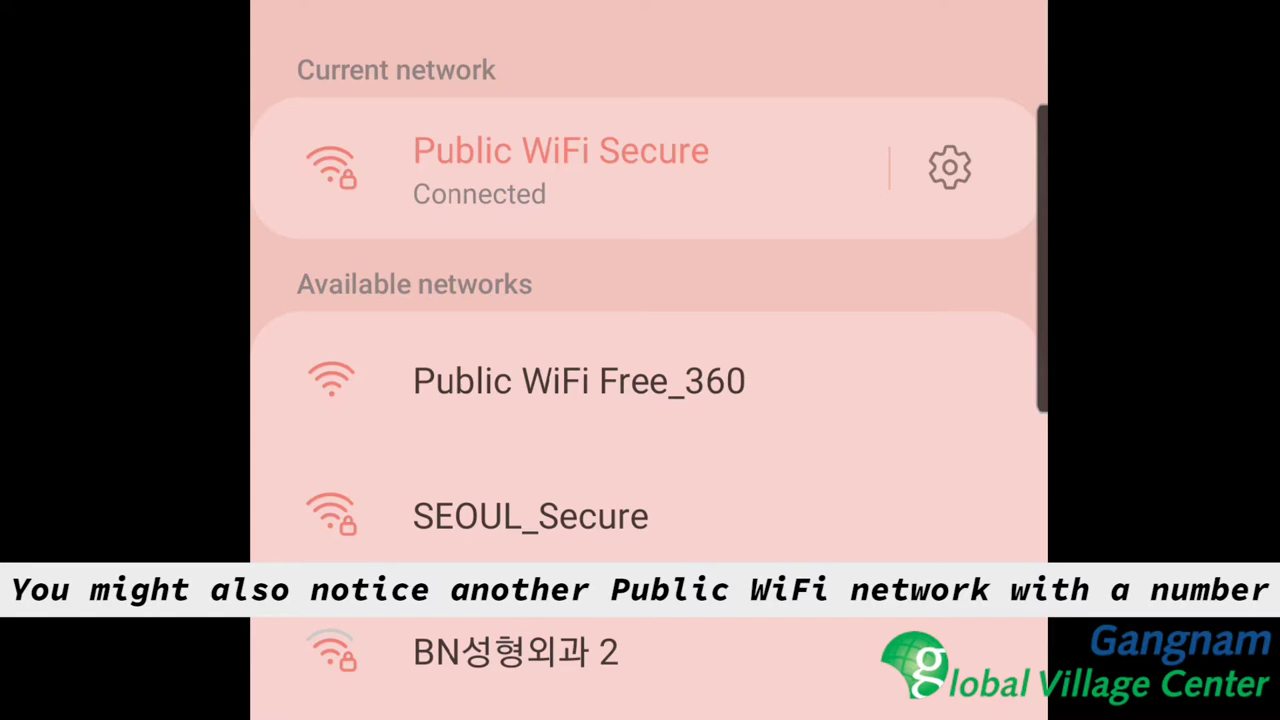 Current network
Public WiFi Secure
Connected
Available networks
Public WiFi Free_360
SEOUL_Secure
You might also notice another Public WiFi network with a number
BN성형외과 2
Gangnam
global Village Center